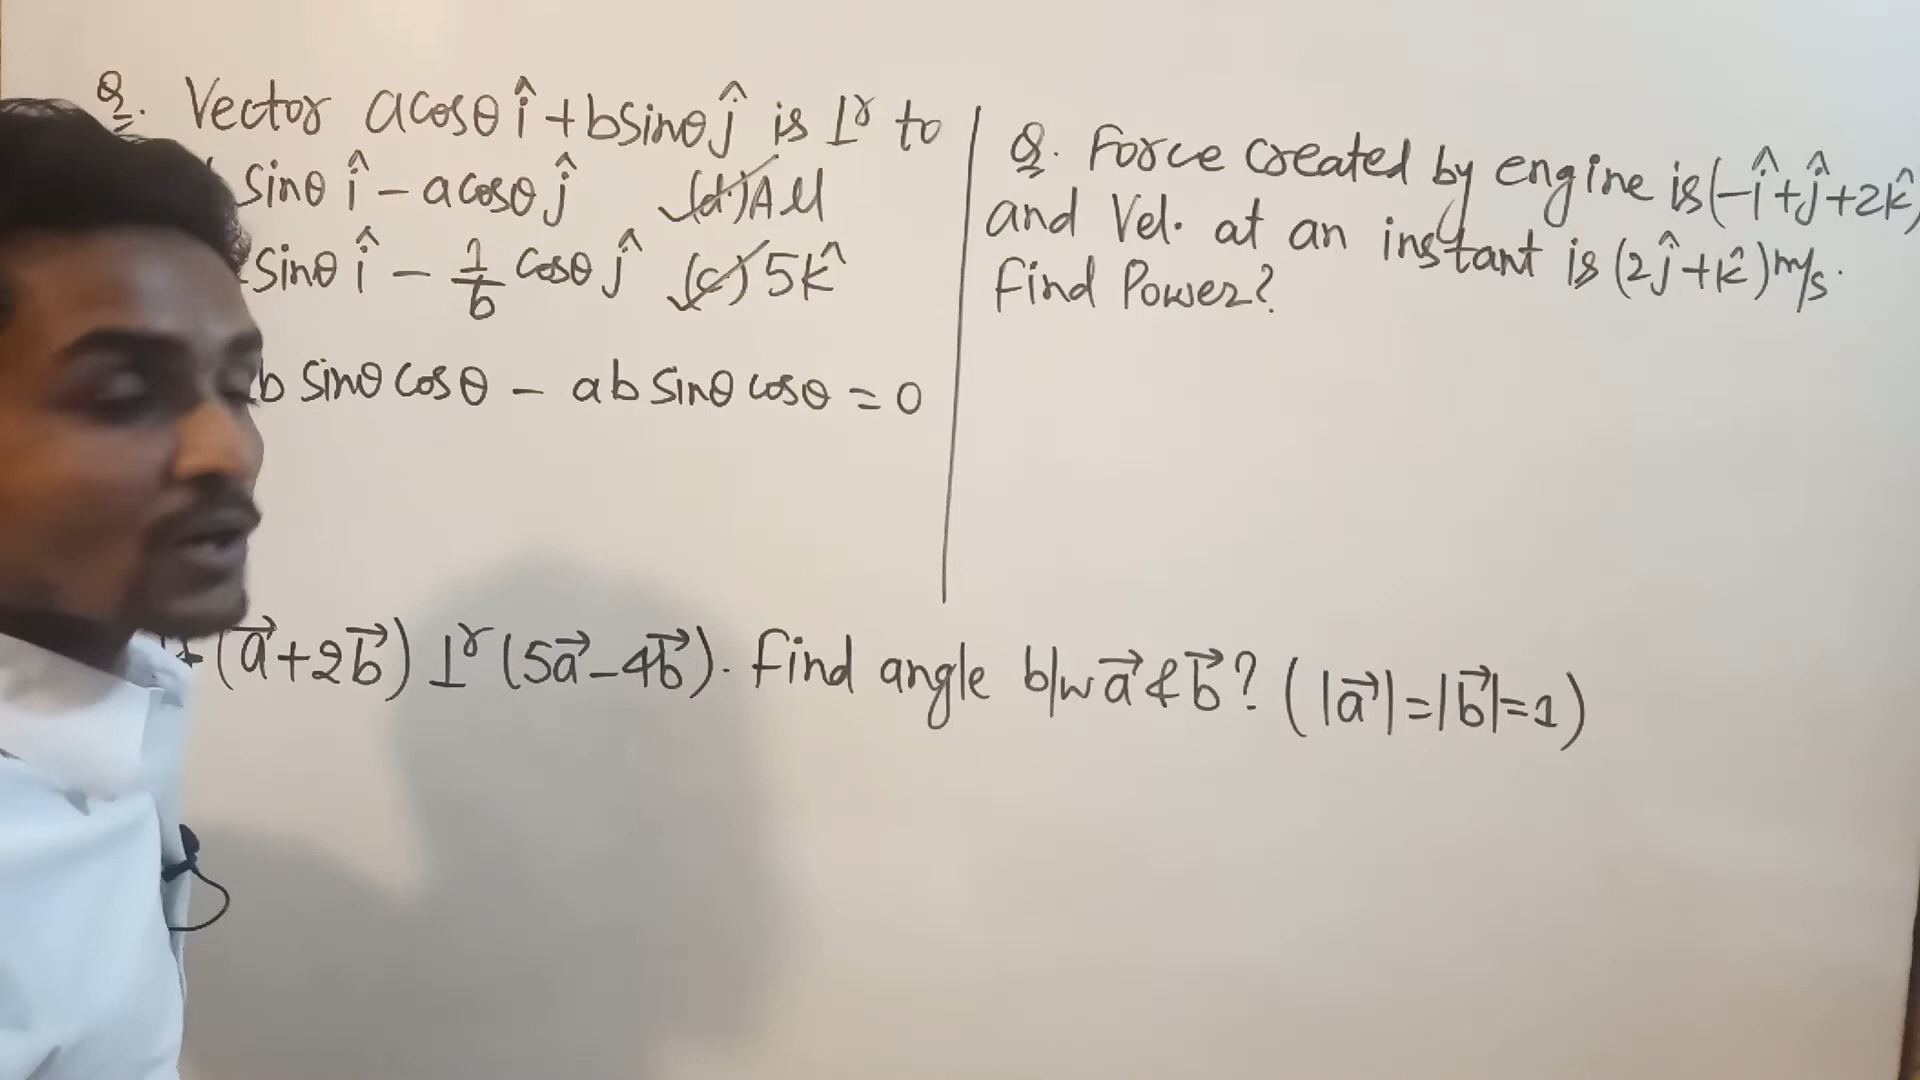 Q. Vector acosθ î + bsinθ ĵ is ⊥ʳ to
sinθ î - acosθ ĵ (d) All
sinθ î - 1/b cosθ ĵ (c) 5k̂
b sinθ cosθ - ab sinθ cosθ = 0
Q. Force created by engine is (-î+ĵ+2k̂)
and Vel. at an instant is (2ĵ+k̂) m/s.
Find Power?
(a⃗+2b⃗) ⊥ʳ (5a⃗-4b⃗). Find angle b/w a⃗ & b⃗? (|a⃗|=|b⃗|=1)